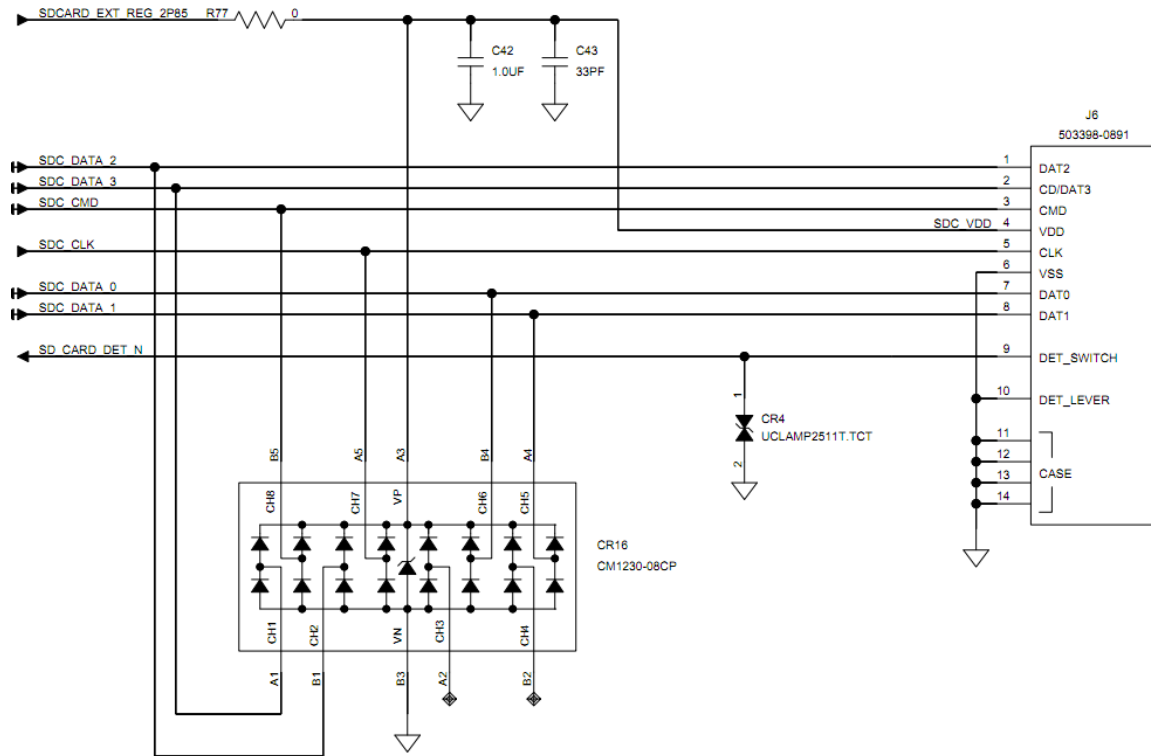 SDCARD_EXT_REG_2P85 R77 0
C42
1.0UF
C43
33PF
J6
503398-0891
SDC_DATA_2 1 DAT2
SDC_DATA_3 2 CD/DAT3
SDC_CMD 3 CMD
SDC_VDD 4 VDD
SDC_CLK 5 CLK
6 VSS
SDC_DATA_0 7 DAT0
SDC_DATA_1 8 DAT1
SD_CARD_DET_N 9 DET_SWITCH
10 DET_LEVER
11
12
CASE
13
14
1
CR4
UCLAMP2511T.TCT
2
B5 A5 A3 B4 A4
CH8 CH7 VP CH6 CH5
CR16
CM1230-08CP
CH1 CH2 VN CH3 CH4
A1 B1 B3 A2 B2